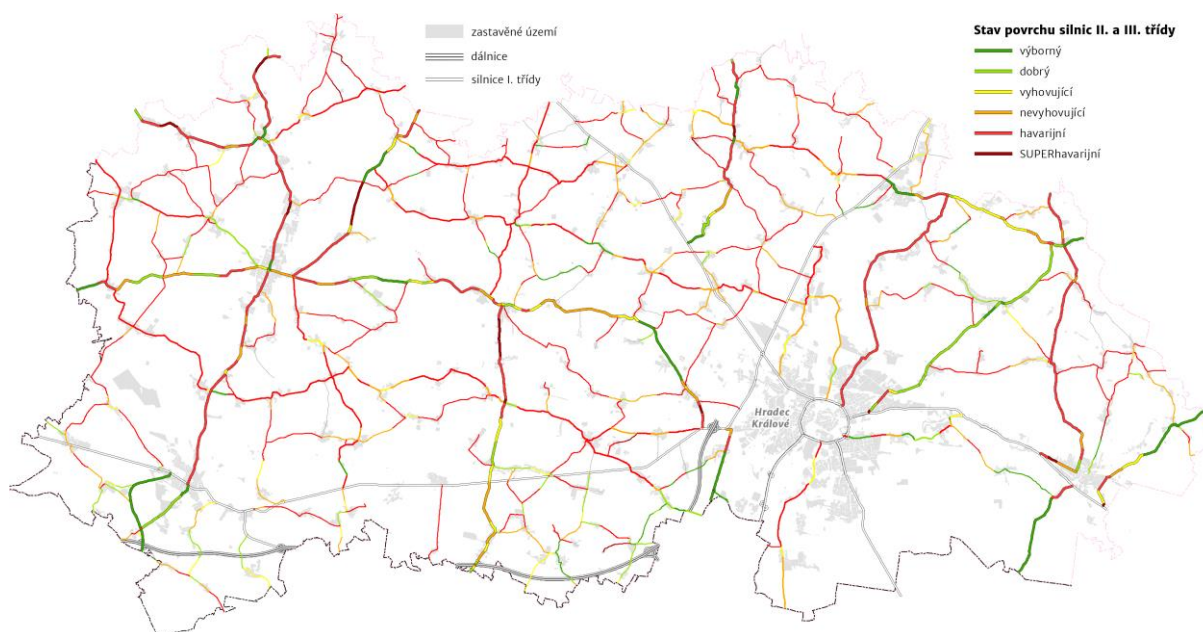 zastavěné území
dálnice
silnice I. třídy
Stav povrchu silnic II. a III. třídy
výborný
dobrý
vyhovující
nevyhovující
havarijní
SUPERhavarijní
Hradec
Králové